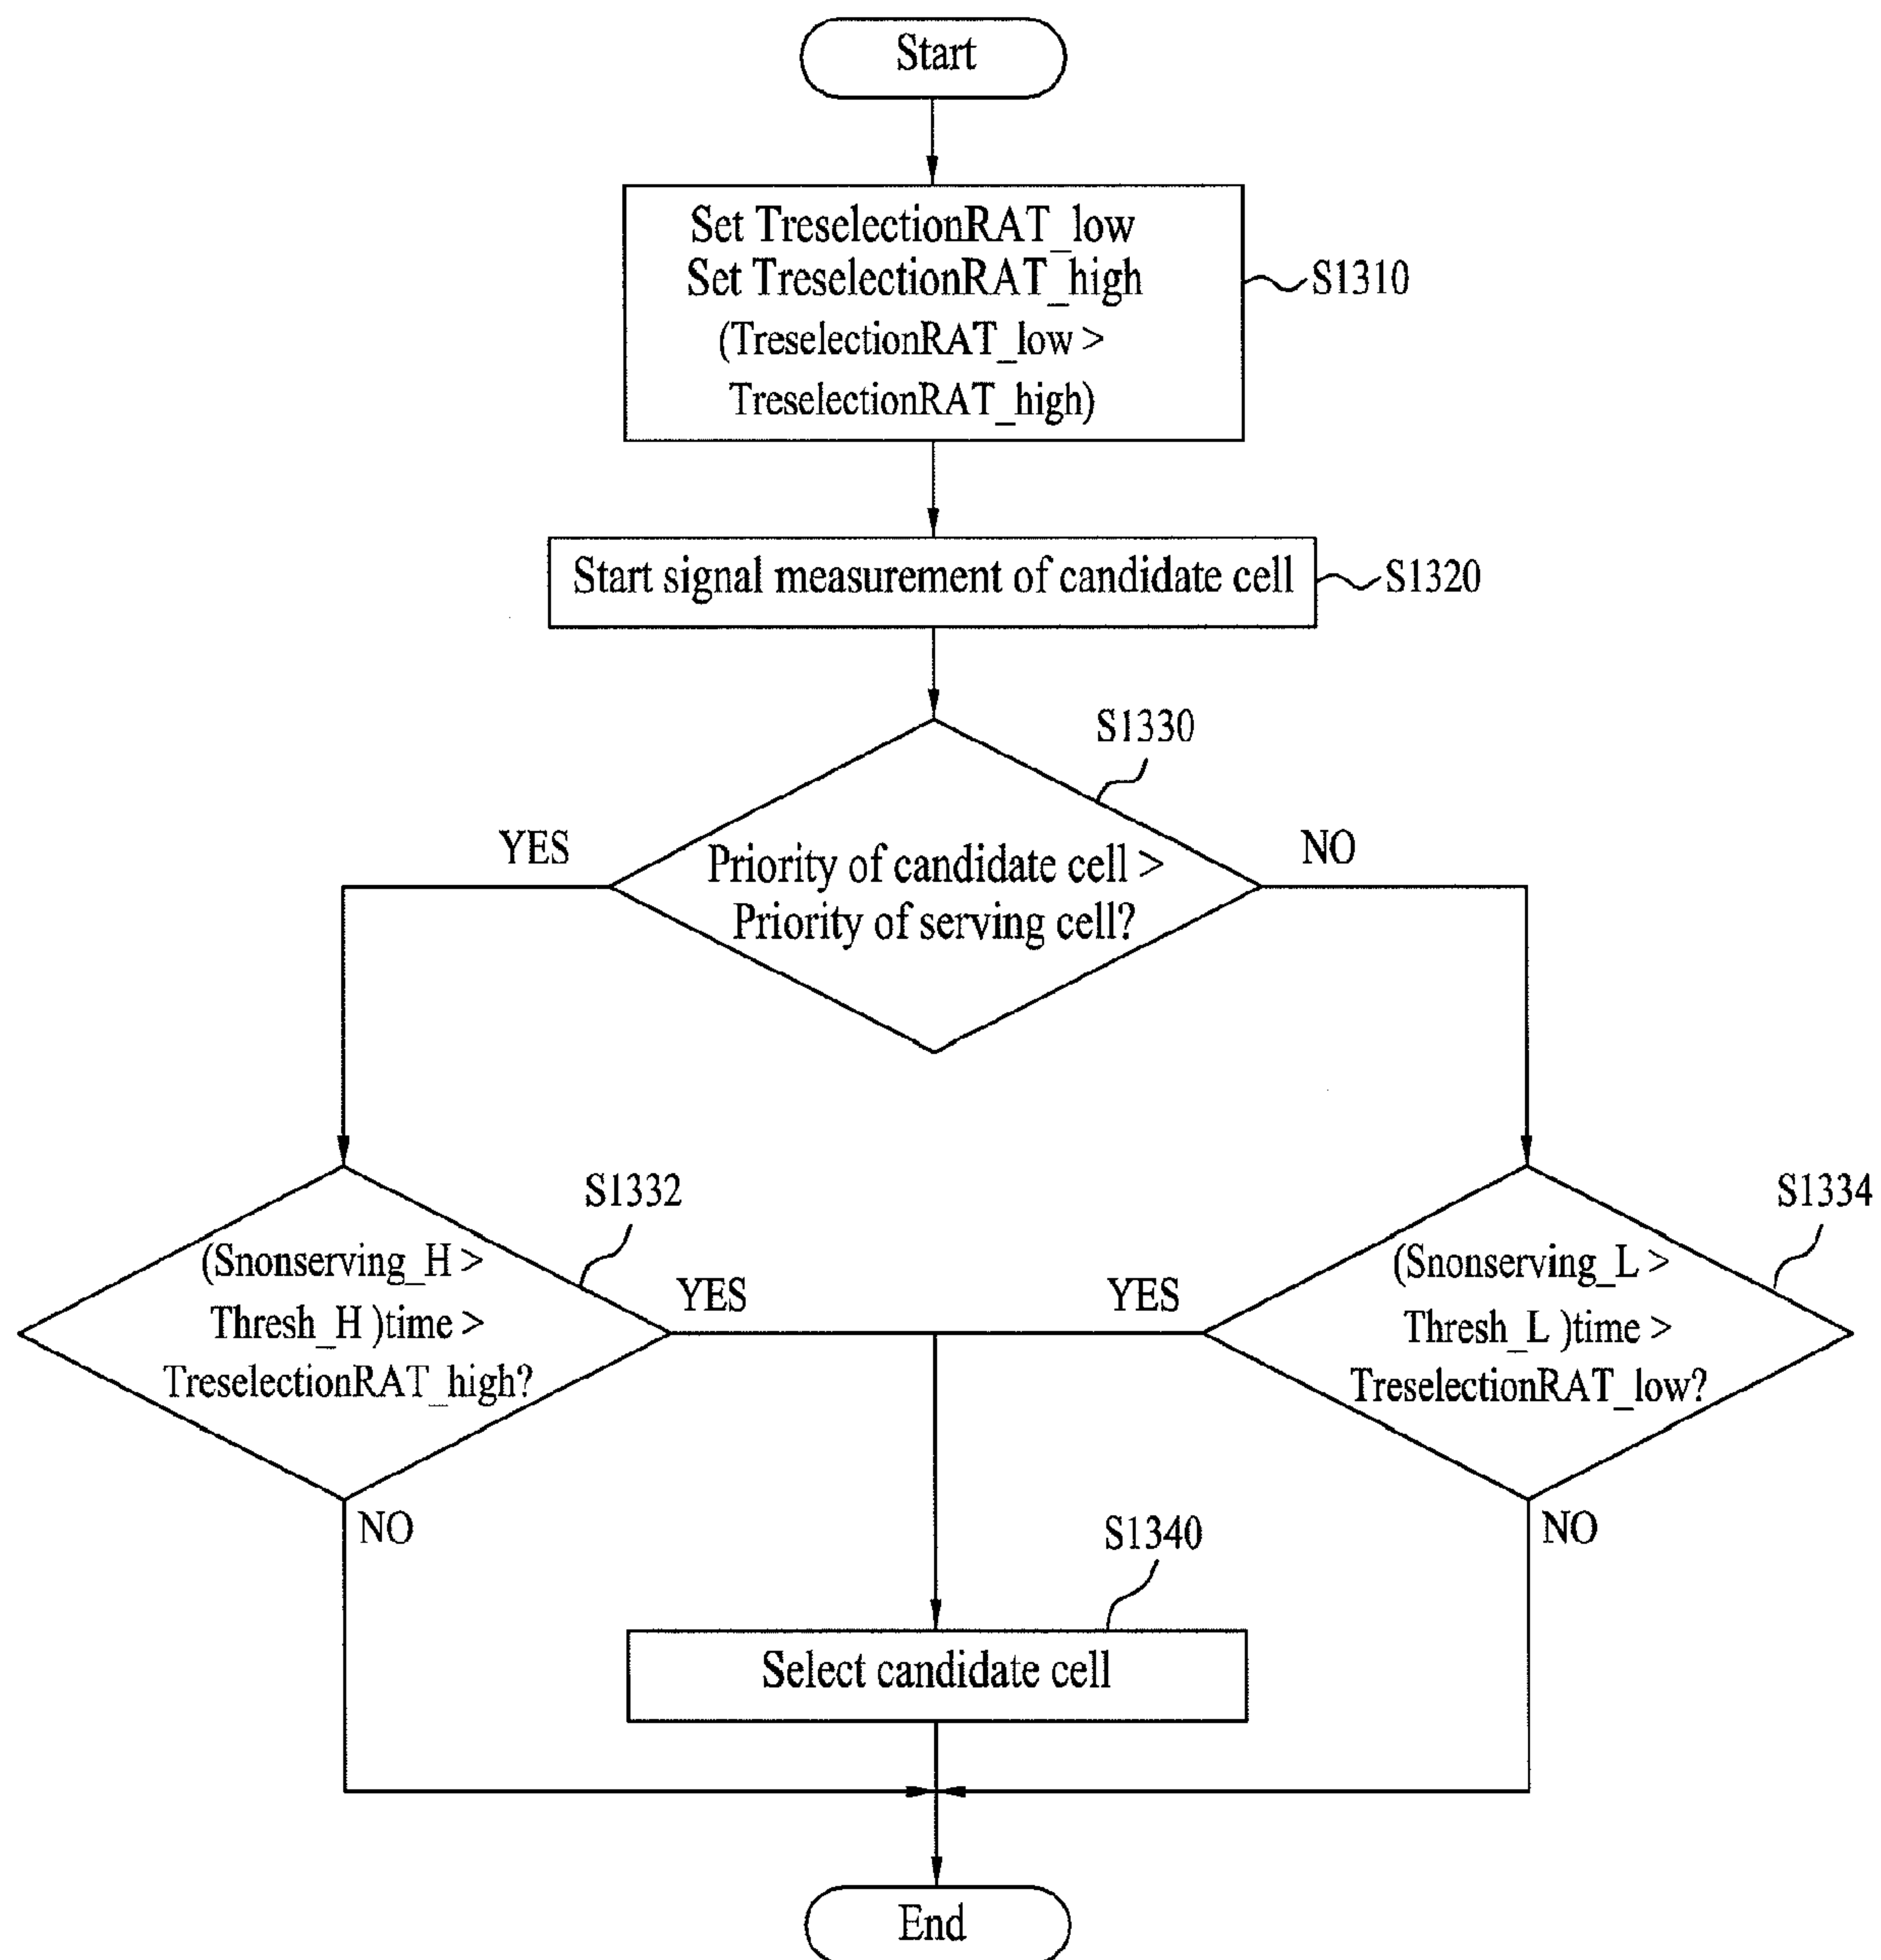 Start
Set TreselectionRAT_low
Set TreselectionRAT_high
(TreselectionRAT_low >
TreselectionRAT_high)
S1310
Start signal measurement of candidate cell
S1320
S1330
YES
NO
Priority of candidate cell >
Priority of serving cell?
S1332
S1334
(Snonserving_H >
Thresh_H )time >
TreselectionRAT_high?
YES
YES
(Snonserving_L >
Thresh_L )time >
TreselectionRAT_low?
NO
NO
S1340
Select candidate cell
End